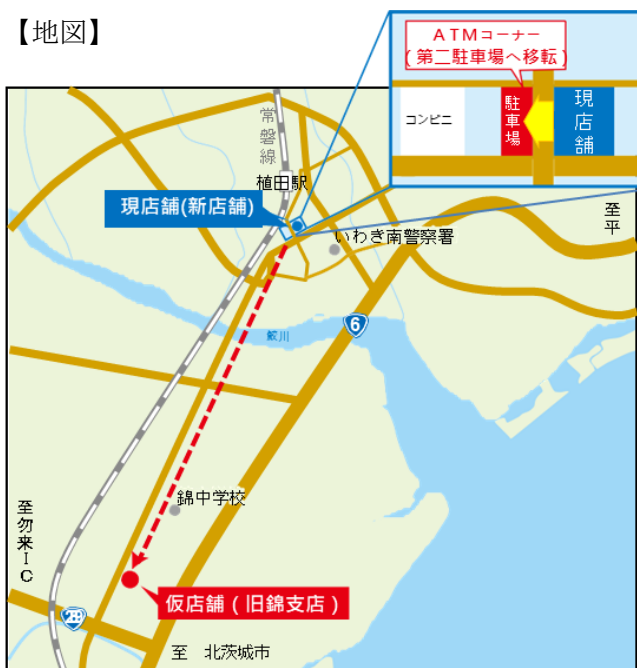 【地図】
ATMコーナー
(第二駐車場へ移転)
コンビニ
駐車場
現店舗
常磐線
植田駅
現店舗(新店舗)
いわき南警察署
至平
6
鮫川
錦中学校
至勿来IC
仮店舗(旧錦支店)
289
至 北茨城市